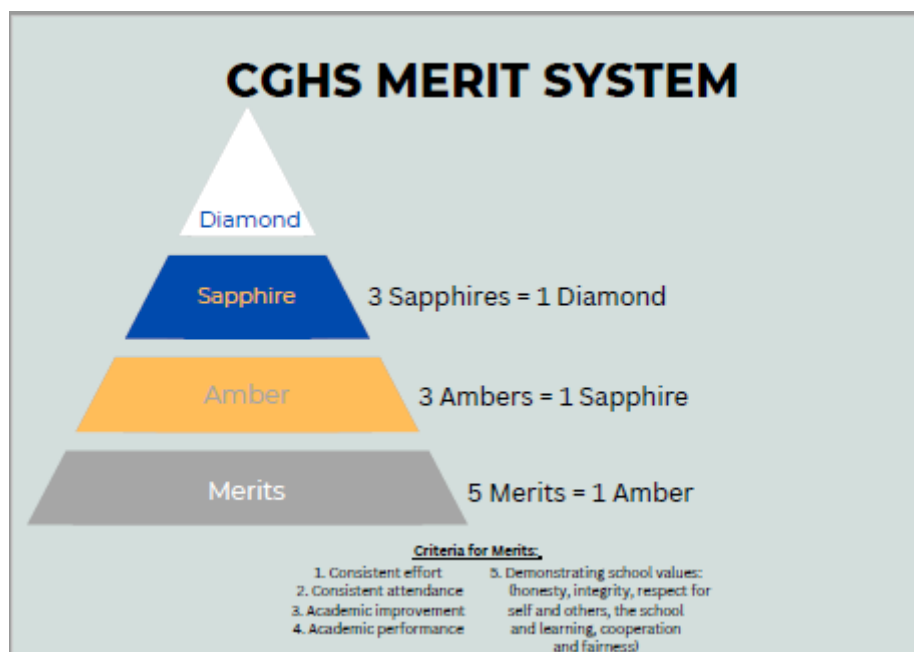 CGHS MERIT SYSTEM
Diamond
Sapphire
3 Sapphires = 1 Diamond
Amber
3 Ambers = 1 Sapphire
Merits
5 Merits = 1 Amber
Criteria for Merits:
1. Consistent effort
2. Consistent attendance
3. Academic improvement
4. Academic performance
5. Demonstrating school values:
(honesty, integrity, respect for
self and others, the school
and learning, cooperation
and fairness)